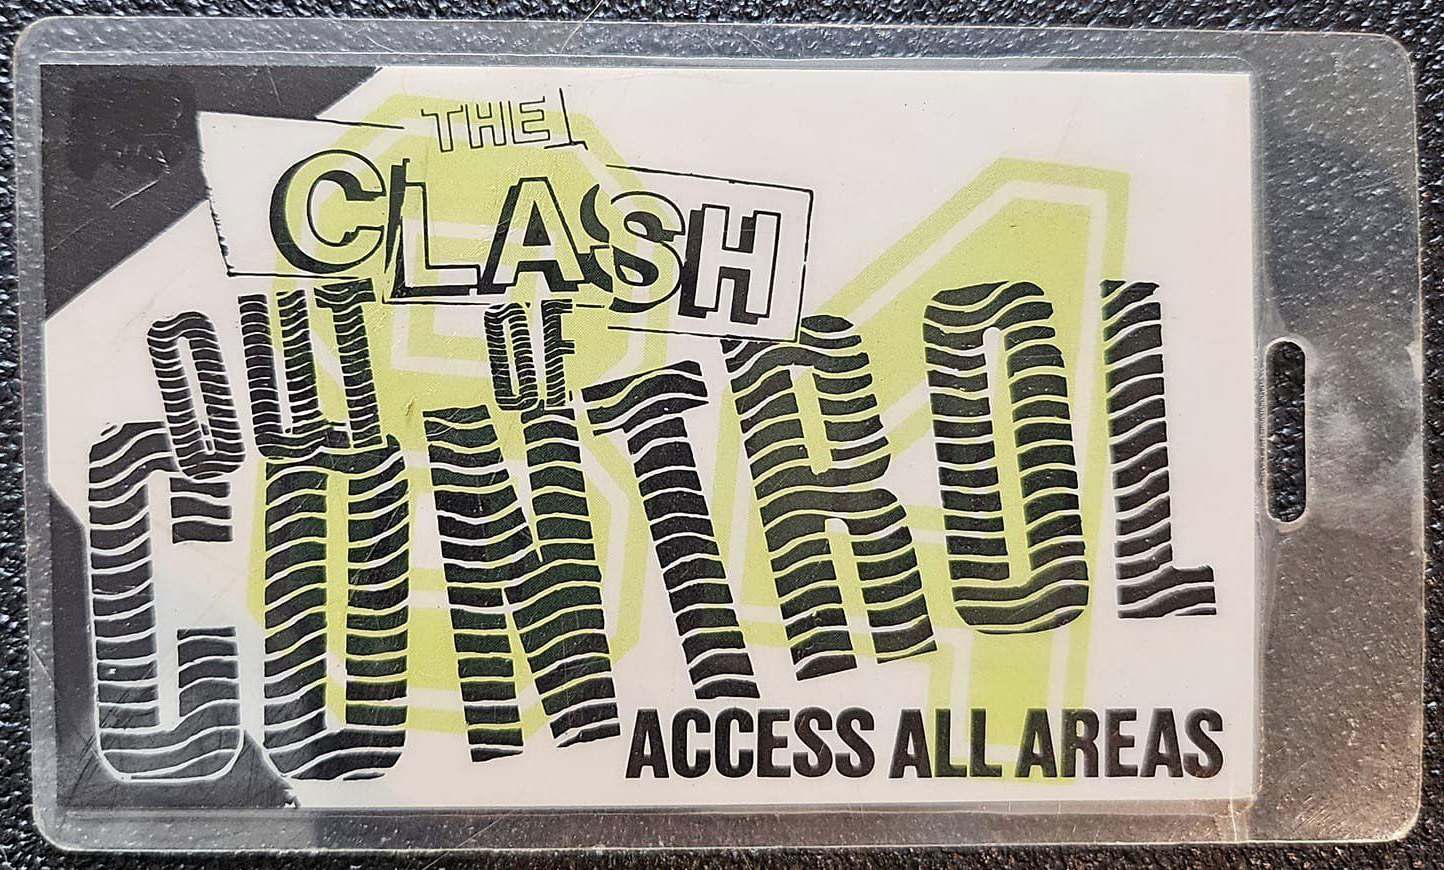 THE
CLASH
OUT OF
CONTROL
ACCESS ALL AREAS